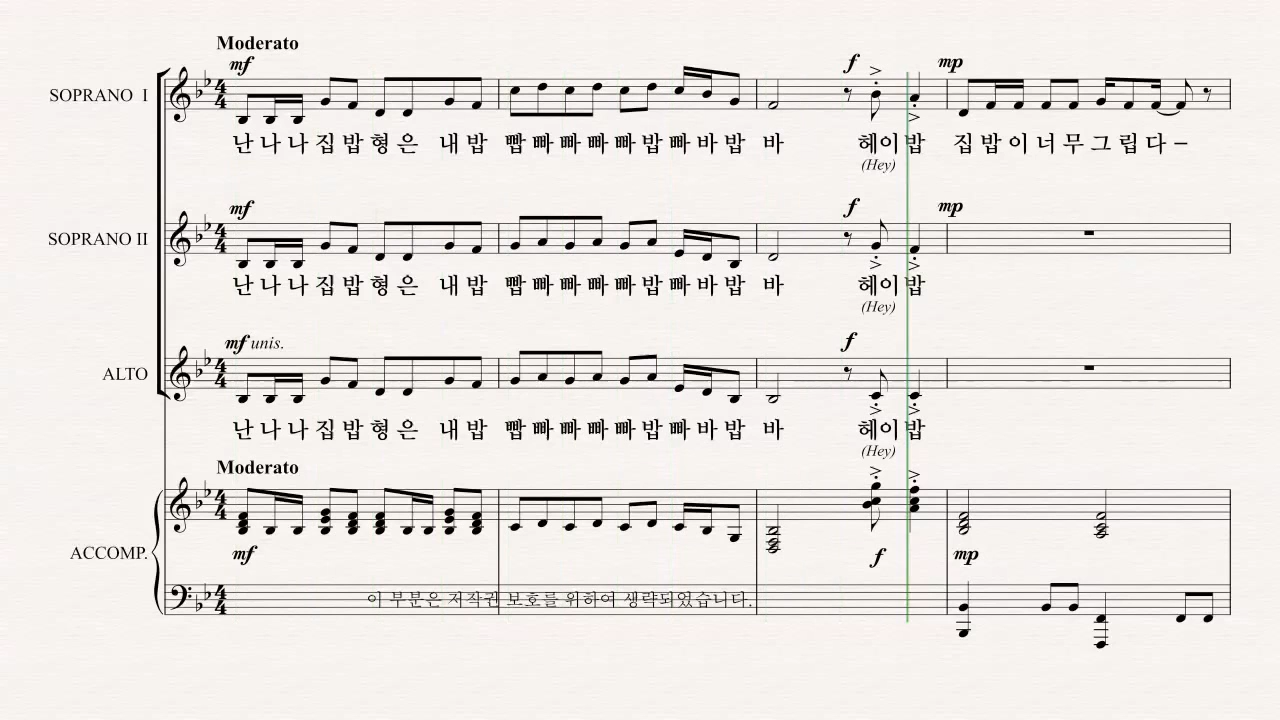 Moderato
mf f mp
SOPRANO I
난 나 나 집 밥 형 은 내 밥 빱 빠 빠 빠 빠 밥 빠 바 밥 바 헤이 밥 집 밥 이 너 무 그 립 다 –
(Hey)
mf f mp
SOPRANO II
난 나 나 집 밥 형 은 내 밥 빱 빠 빠 빠 빠 밥 빠 바 밥 바 헤이 밥
(Hey)
mf unis. f
ALTO
난 나 나 집 밥 형 은 내 밥 빱 빠 빠 빠 빠 밥 빠 바 밥 바 헤이 밥
(Hey)
Moderato
ACCOMP.
mf f mp
이 부분은 저작권 보호를 위하여 생략되었습니다.